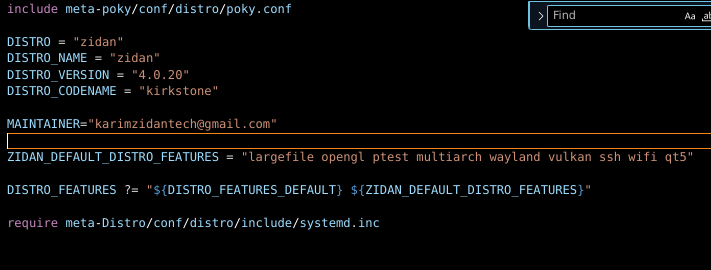 include meta-poky/conf/distro/poky.conf
Find
Aa
DISTRO = "zidan"
DISTRO_NAME = "zidan"
DISTRO_VERSION = "4.0.20"
DISTRO_CODENAME = "kirkstone"
MAINTAINER="karimzidantech@gmail.com"
ZIDAN_DEFAULT_DISTRO_FEATURES = "largefile opengl ptest multiarch wayland vulkan ssh wifi qt5"
DISTRO_FEATURES ?= "${DISTRO_FEATURES_DEFAULT} ${ZIDAN_DEFAULT_DISTRO_FEATURES}"
require meta-Distro/conf/distro/include/systemd.inc